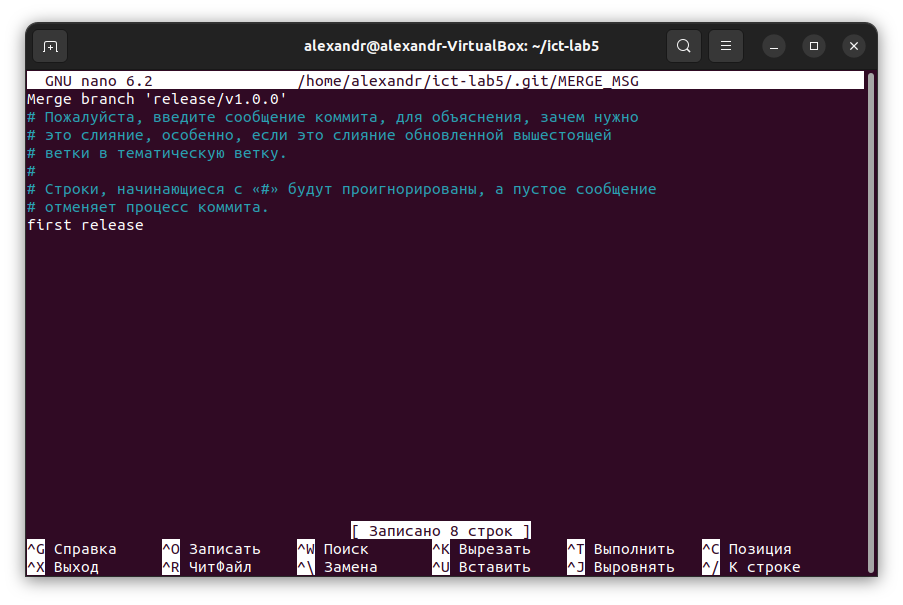 alexandr@alexandr-VirtualBox: ~/ict-lab5
GNU nano 6.2 /home/alexandr/ict-lab5/.git/MERGE_MSG
Merge branch 'release/v1.0.0'
# Пожалуйста, введите сообщение коммита, для объяснения, зачем нужно
# это слияние, особенно, если это слияние обновленной вышестоящей
# ветки в тематическую ветку.
#
# Строки, начинающиеся с «#» будут проигнорированы, а пустое сообщение
# отменяет процесс коммита.
first release
[ Записано 8 строк ]
^G Справка ^O Записать ^W Поиск ^K Вырезать ^T Выполнить ^C Позиция
^X Выход ^R ЧитФайл ^\ Замена ^U Вставить ^J Выровнять ^/ К строке